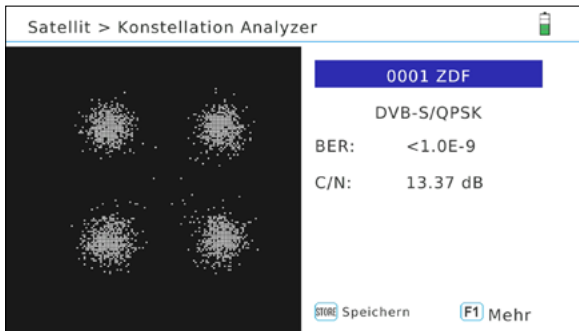 Satellit > Konstellation Analyzer
0001 ZDF
DVB-S/QPSK
BER: <1.0E-9
C/N: 13.37 dB
STORE Speichern F1 Mehr